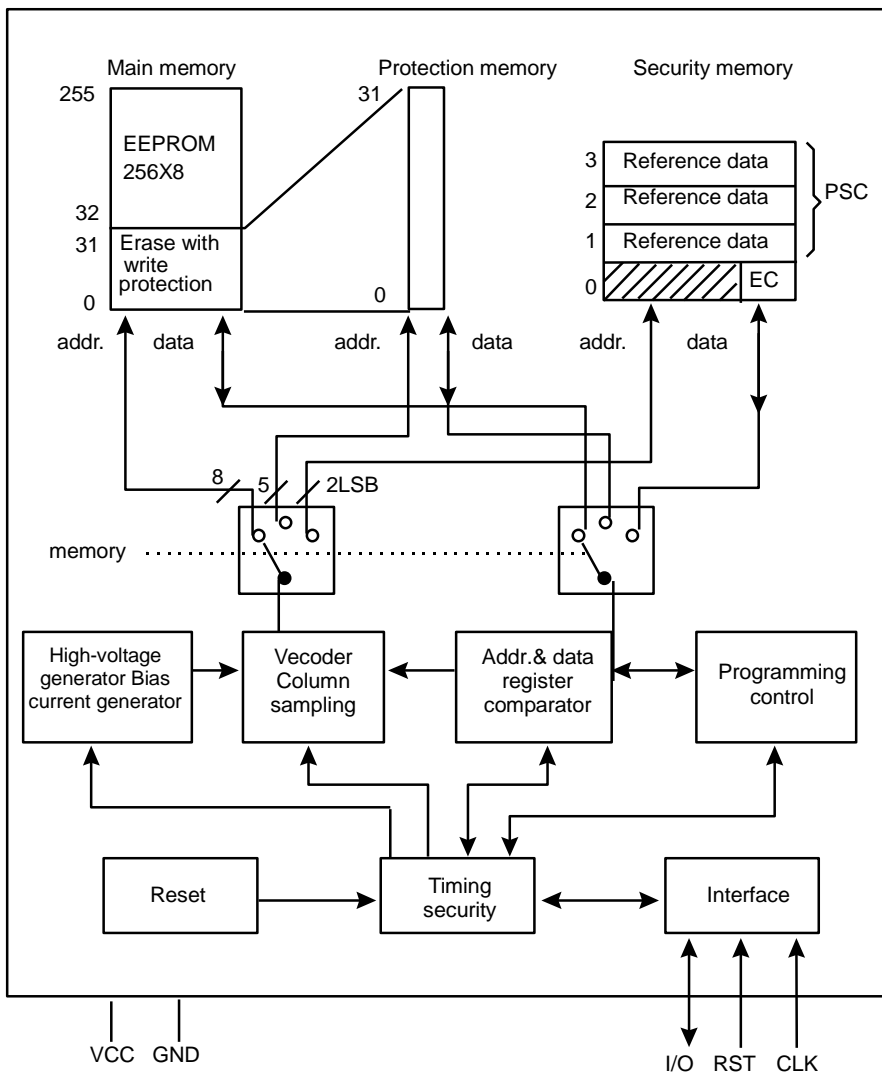 Main memory
Protection memory
Security memory
255
EEPROM
256X8
32
31
Erase with
write
protection
0
31
0
3
Reference data
2
Reference data
1
Reference data
0
EC
PSC
addr.
data
addr.
data
addr.
data
8
5
2LSB
memory
High-voltage
generator Bias
current generator
Vecoder
Column
sampling
Addr.& data
register
comparator
Programming
control
Reset
Timing
security
Interface
VCC
GND
I/O
RST
CLK